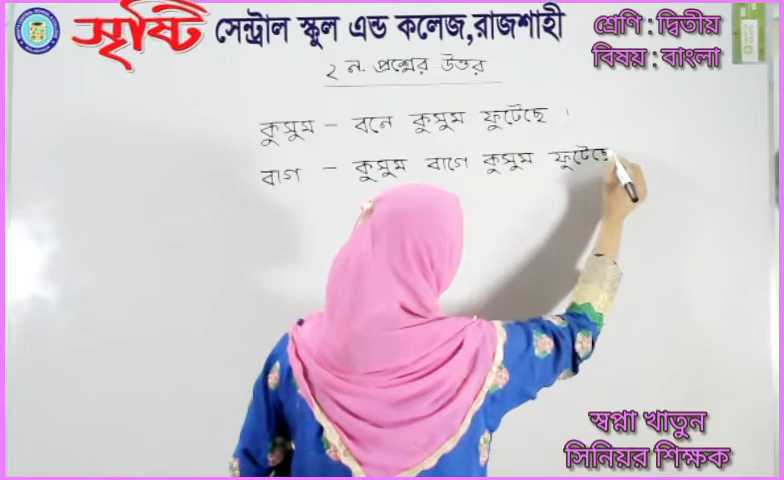 সৃষ্টি সেন্ট্রাল স্কুল এন্ড কলেজ,রাজশাহী
শ্রেণি : দ্বিতীয়
বিষয় : বাংলা
২ ন. প্রশ্নের উত্তর
কুসুম – বনে কুসুম ফুটেছে।
বাগ – কুসুম বাগে কুসুম ফুটেছে
স্বপ্না খাতুন
সিনিয়র শিক্ষক